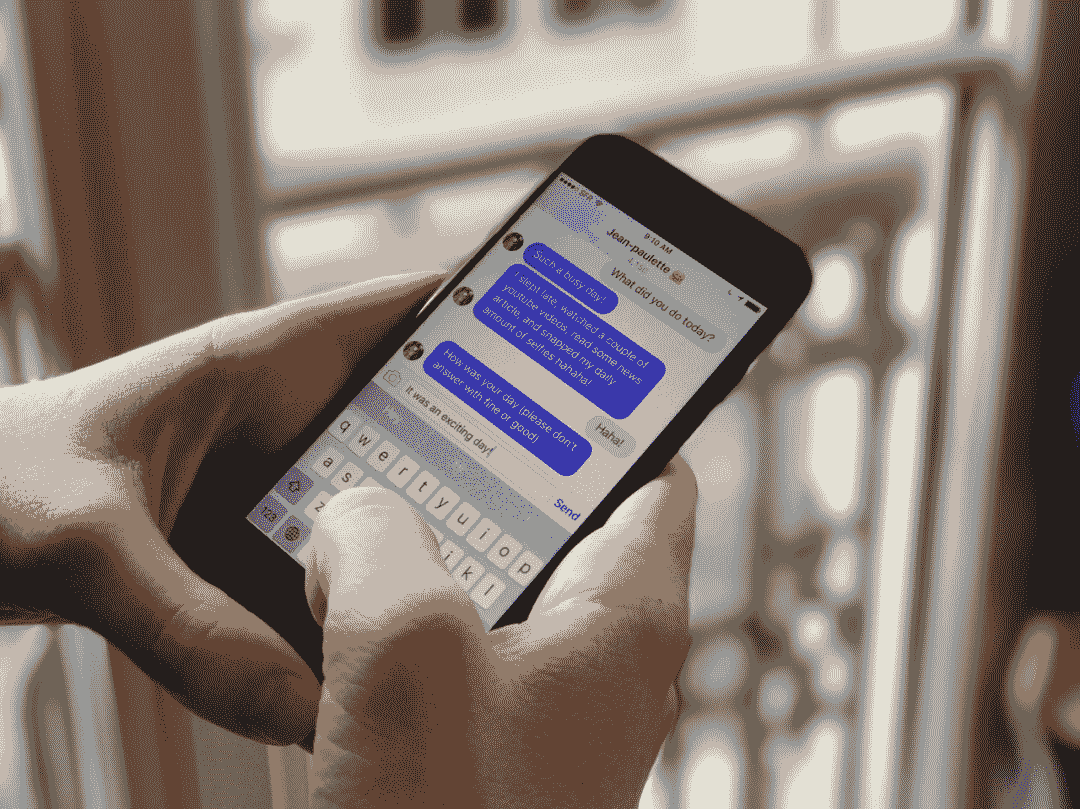 SFR
9:10 AM
Jean-paulette
What did you do today?
Such a busy day!
I slept late, watched a couple of
youtube videos, read some news
article, and snapped my daily
amount of selfies hahaha!
Haha!
How was your day (please don't
answer with fine or good)
It was an exciting day!
Send
q w e r t y u i o p
a s j k l
z
123